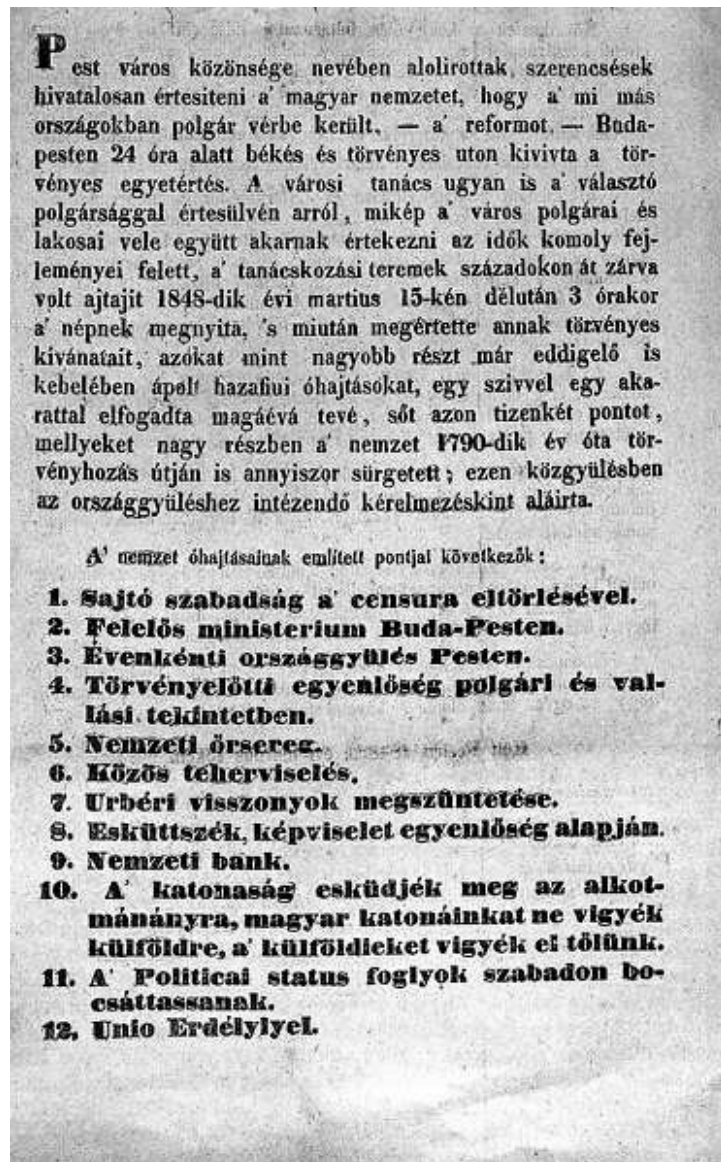 Pest város közönsége nevében alolirottak szerencsések
hivatalosan értesiteni a' magyar nemzetet, hogy a' mi más
országokban polgár vérbe került, — a' reformot, — Buda-
pesten 24 óra alatt békés és törvényes uton kivivta a tör-
vényes egyetértés. A városi tanács ugyan is a' választó
polgársággal értesülvén arról, mikép a' város polgárai és
lakosai vele együtt akarnak értekezni az idők komoly fej-
leményei felett, a' tanácskozási teremek századokon át zárva
volt ajtajit 1848-dik évi martius 15-kén délután 3 órakor
a' népnek megnyita, 's miután megértette annak törvényes
kivánatait, azokat mint nagyobb részt már eddigelő is
kebelében ápolt hazafiui óhajtásokat, egy szivvel egy aka-
rattal elfogadta magáévá tevé, sőt azon tizenkét pontot,
mellyeket nagy részben a' nemzet 1790-dik év óta tör-
vényhozás útján is annyiszor sürgetett; ezen közgyülésben
az országgyüléshez intézendő kérelmezéskint aláirta.
A' nemzet óhajtásainak említett pontjai következők:
1. Sajtó szabadság a' censura eltörlésével.
2. Felelős ministerium Buda-Pesten.
3. Évenkénti országgyülés Pesten.
4. Törvényelőtti egyenlőség polgári és val-
lási tekintetben.
5. Nemzeti őrsereg.
6. Közös teherviselés.
7. Urbéri visszonyok megszüntetése.
8. Esküttszék, képviselet egyenlőség alapján.
9. Nemzeti bank.
10. A' katonaság esküdjék meg az alkot-
mánányra, magyar katonáinkat ne vigyék
külföldre, a' külföldieket vigyék el tőlünk.
11. A' Politicai status foglyok szabadon bo-
csáttassanak.
12. Unio Erdélylyel.